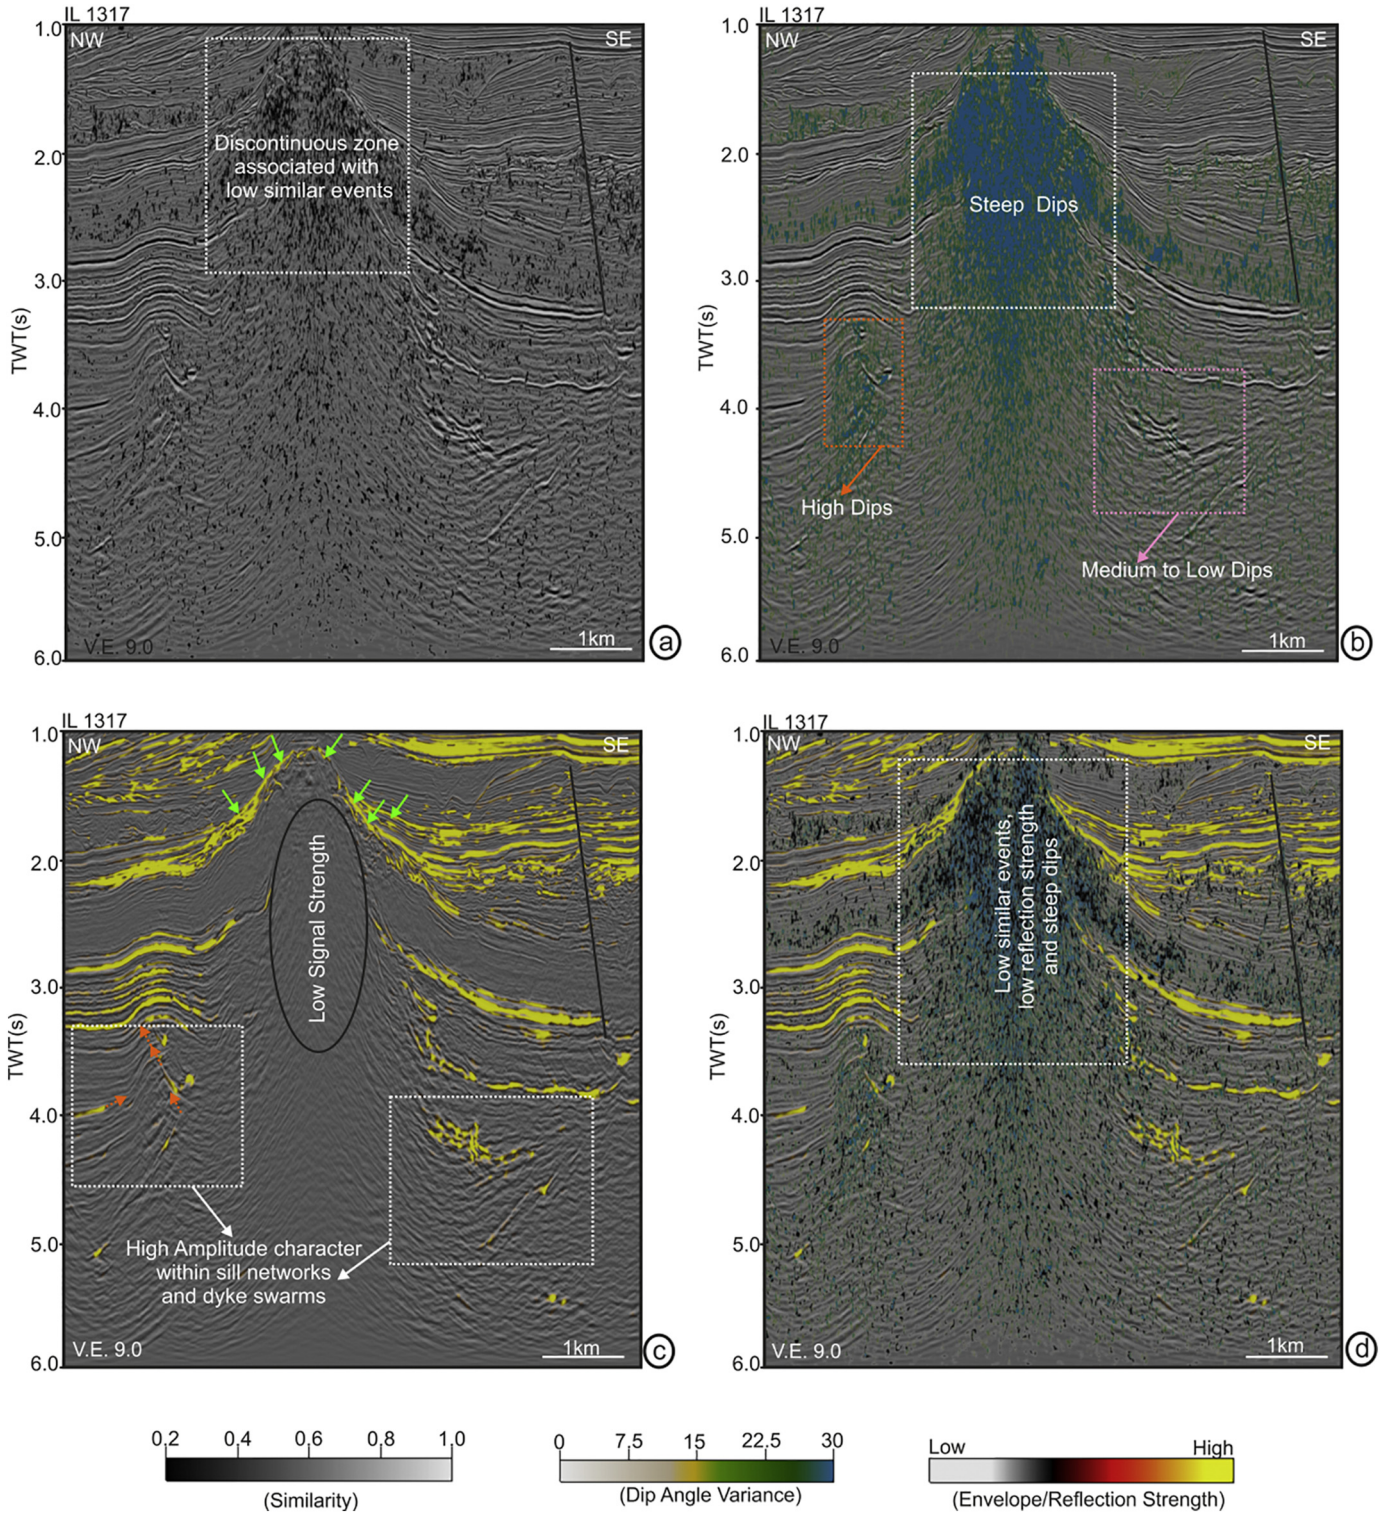 IL 1317
NW
SE
1.0
2.0
3.0
4.0
5.0
6.0
TWT(s)
Discontinuous zone
associated with
low similar events
V.E. 9.0
1km
a
IL 1317
NW
SE
1.0
2.0
3.0
4.0
5.0
6.0
TWT(s)
Steep Dips
High Dips
Medium to Low Dips
V.E. 9.0
1km
b
IL 1317
NW
SE
1.0
2.0
3.0
4.0
5.0
6.0
TWT(s)
Low Signal Strength
High Amplitude character
within sill networks
and dyke swarms
V.E. 9.0
1km
c
IL 1317
NW
SE
1.0
2.0
3.0
4.0
5.0
6.0
TWT(s)
Low similar events,
low reflection strength
and steep dips
V.E. 9.0
1km
d
0.2 0.4 0.6 0.8 1.0
(Similarity)
0 7.5 15 22.5 30
(Dip Angle Variance)
Low High
(Envelope/Reflection Strength)